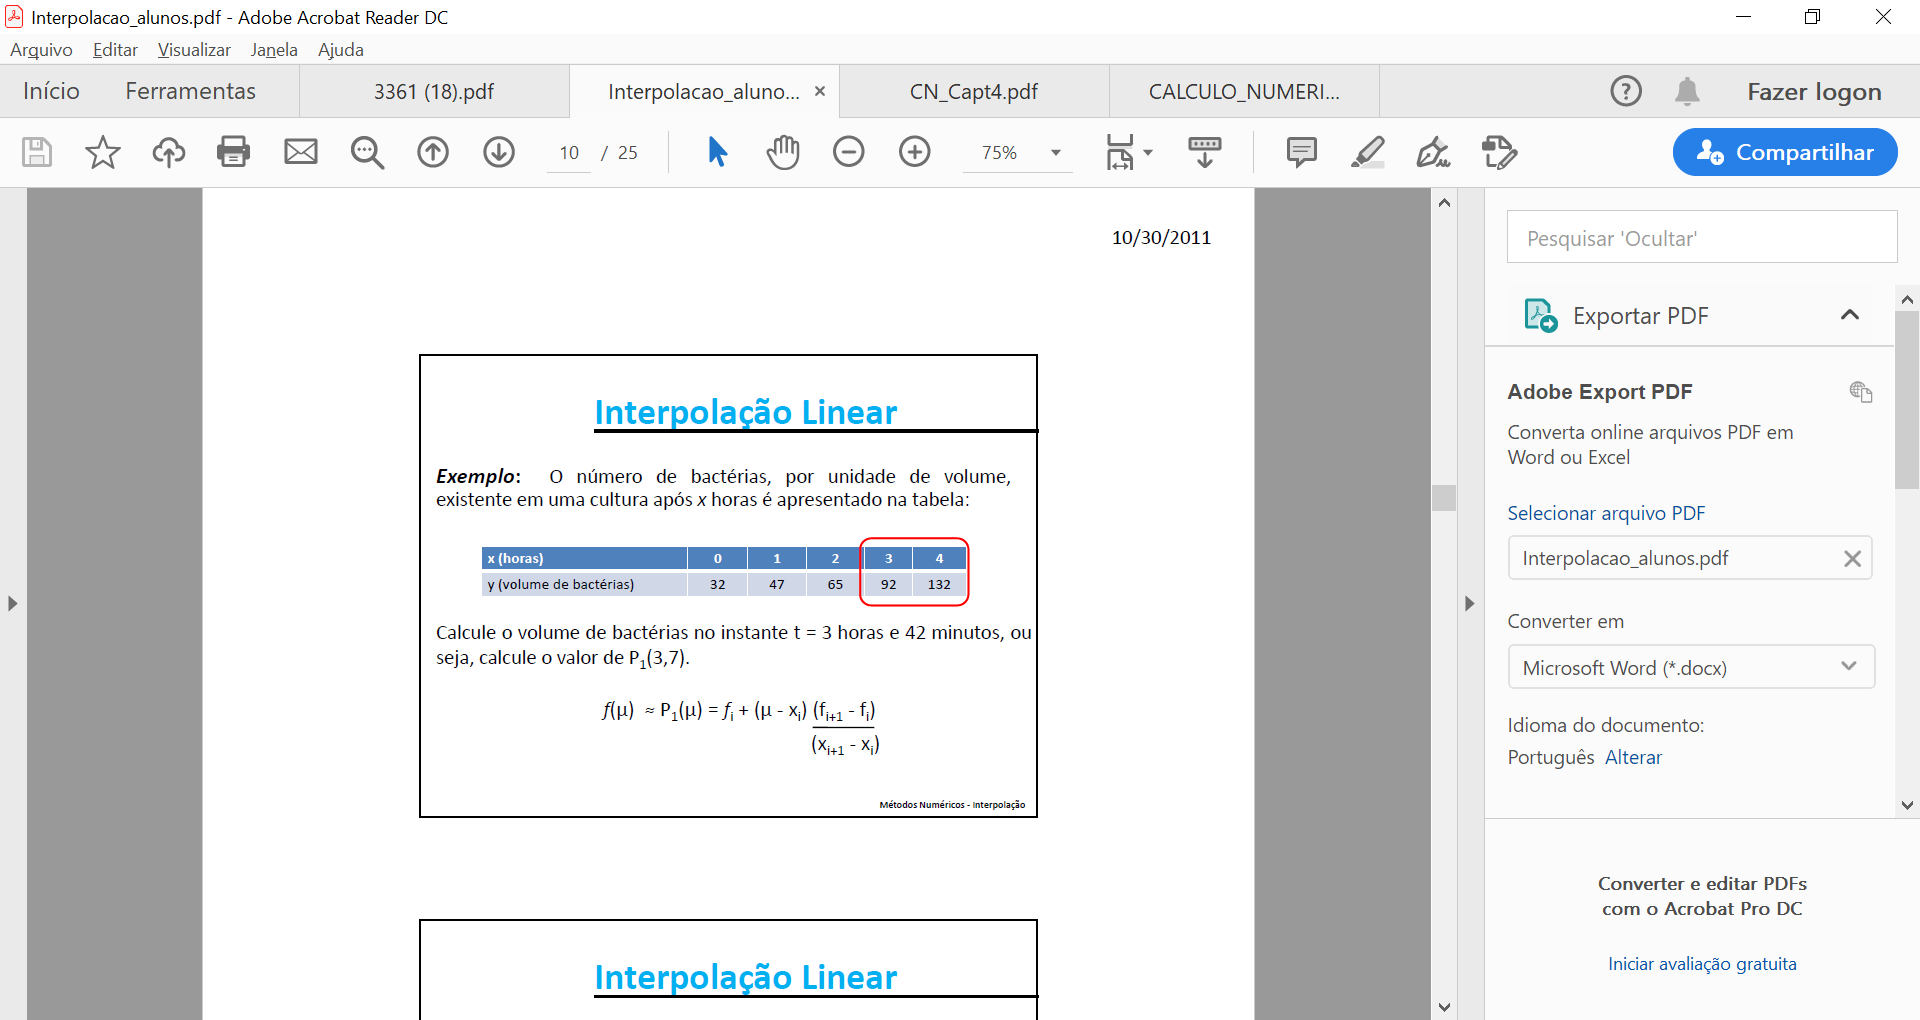 Interpolacao_alunos.pdf - Adobe Acrobat Reader DC
Arquivo Editar Visualizar Janela Ajuda
Início Ferramentas 3361 (18).pdf Interpolacao_aluno... × CN_Capt4.pdf CALCULO_NUMERI... Fazer logon
10 / 25 75% Compartilhar
10/30/2011
Interpolação Linear
Exemplo: O número de bactérias, por unidade de volume,
existente em uma cultura após x horas é apresentado na tabela:
x (horas) 0 1 2 3 4
y (volume de bactérias) 32 47 65 92 132
Calcule o volume de bactérias no instante t = 3 horas e 42 minutos, ou
seja, calcule o valor de P₁(3,7).
f(μ) ≈ P₁(μ) = fᵢ + (μ - xᵢ) (fᵢ₊₁ - fᵢ)
(xᵢ₊₁ - xᵢ)
Métodos Numéricos - Interpolação
Interpolação Linear
Pesquisar 'Ocultar'
Exportar PDF
Adobe Export PDF
Converta online arquivos PDF em
Word ou Excel
Selecionar arquivo PDF
Interpolacao_alunos.pdf
Converter em
Microsoft Word (*.docx)
Idioma do documento:
Português Alterar
Converter e editar PDFs
com o Acrobat Pro DC
Iniciar avaliação gratuita